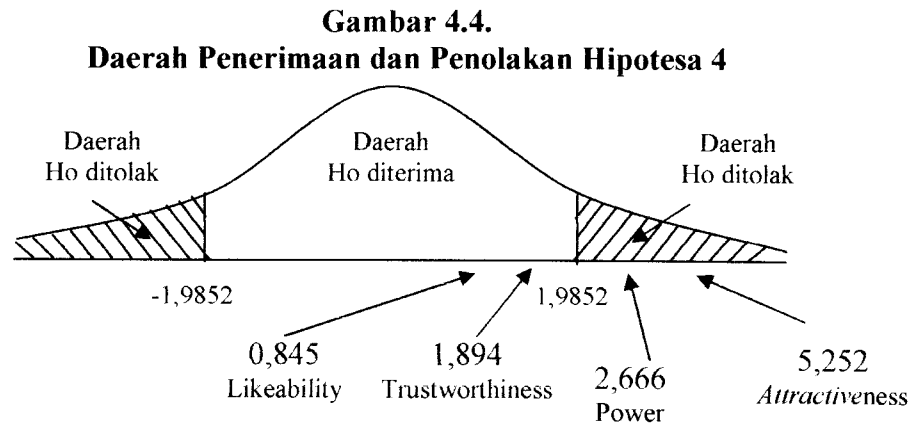 Gambar 4.4.
Daerah Penerimaan dan Penolakan Hipotesa 4
Daerah
Ho ditolak
Daerah
Ho diterima
Daerah
Ho ditolak
-1,9852
1,9852
0,845
Likeability
1,894
Trustworthiness
2,666
Power
5,252
Attractiveness